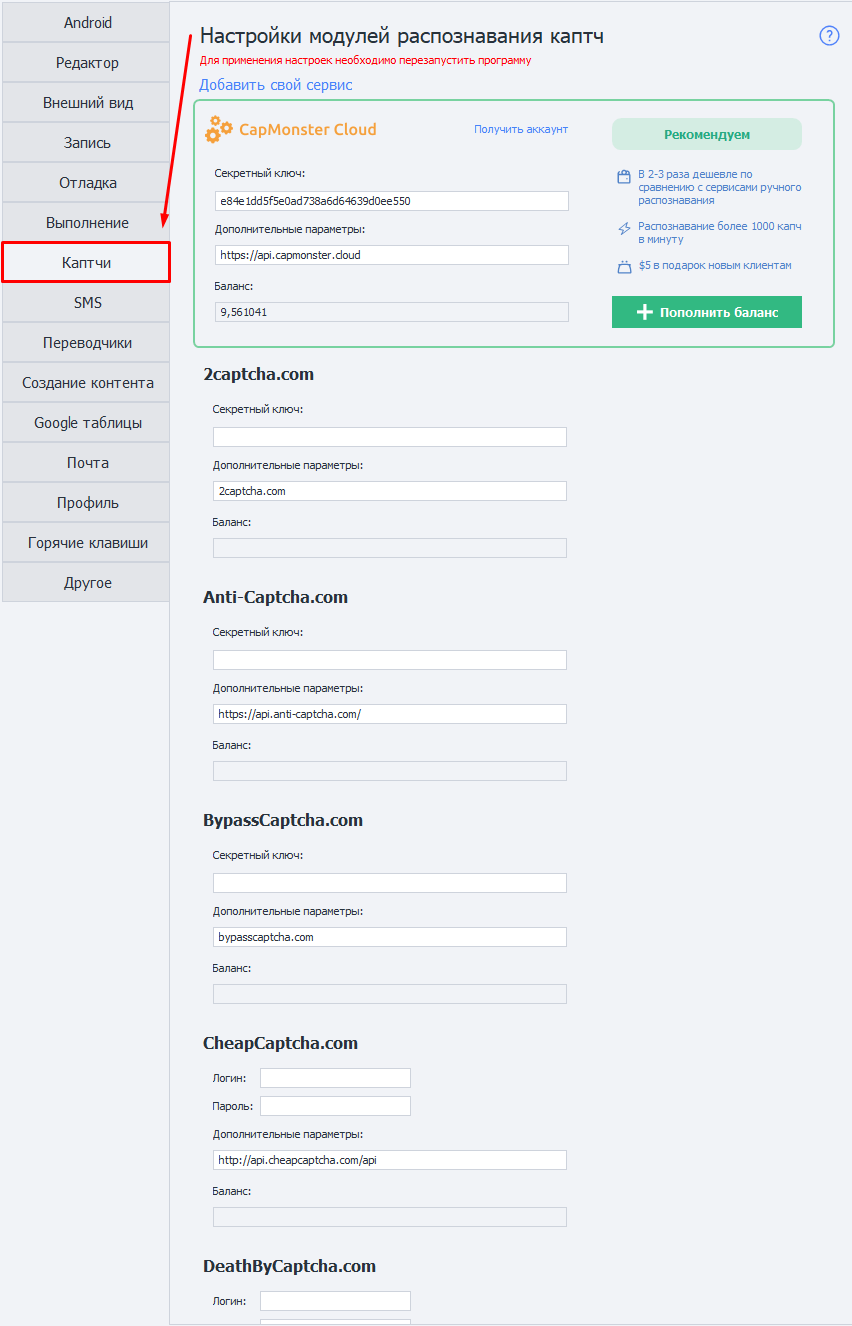 Android
Редактор
Внешний вид
Запись
Отладка
Выполнение
Каптчи
SMS
Переводчики
Создание контента
Google таблицы
Почта
Профиль
Горячие клавиши
Другое
Настройки модулей распознавания каптч
?
Для применения настроек необходимо перезапустить программу
Добавить свой сервис
CapMonster Cloud
Получить аккаунт
Рекомендуем
Секретный ключ:
e84e1dd5f5e0ad738a6d64639d0ee550
Дополнительные параметры:
https://api.capmonster.cloud
Баланс:
9,561041
В 2-3 раза дешевле по
сравнению с сервисами ручного
распознавания
Распознавание более 1000 капч
в минуту
$5 в подарок новым клиентам
Пополнить баланс
2captcha.com
Секретный ключ:
Дополнительные параметры:
2captcha.com
Баланс:
Anti-Captcha.com
Секретный ключ:
Дополнительные параметры:
https://api.anti-captcha.com/
Баланс:
BypassCaptcha.com
Секретный ключ:
Дополнительные параметры:
bypasscaptcha.com
Баланс:
CheapCaptcha.com
Логин:
Пароль:
Дополнительные параметры:
http://api.cheapcaptcha.com/api
Баланс:
DeathByCaptcha.com
Логин: